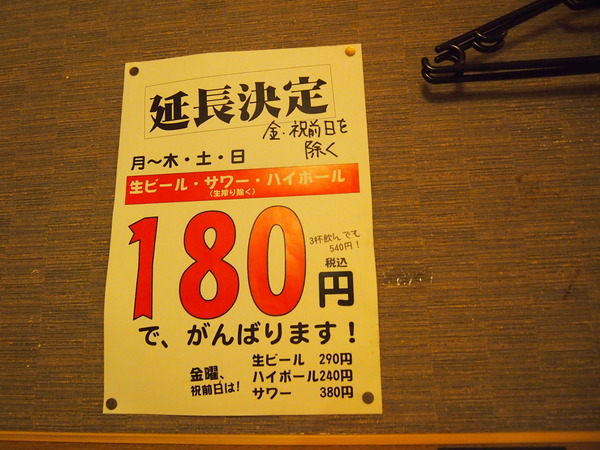 延長決定
金・祝前日を
除く
月～木・土・日
生ビール・サワー・ハイボール
（生搾り除く）
180円
3杯飲んでも
540円！
税込
で、がんばります！
金曜、
祝前日は！
生ビール 290円
ハイボール240円
サワー 380円